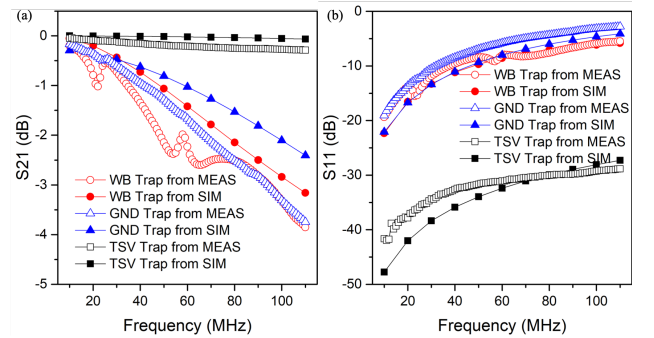 (a)
0
-1
-2
-3
-4
-5
S21 (dB)
WB Trap from MEAS
WB Trap from SIM
GND Trap from MEAS
GND Trap from SIM
TSV Trap from MEAS
TSV Trap from SIM
20 40 60 80 100
Frequency (MHz)
(b)
0
-10
-20
-30
-40
-50
S11 (dB)
WB Trap from MEAS
WB Trap from SIM
GND Trap from MEAS
GND Trap from SIM
TSV Trap from MEAS
TSV Trap from SIM
20 40 60 80 100
Frequency (MHz)